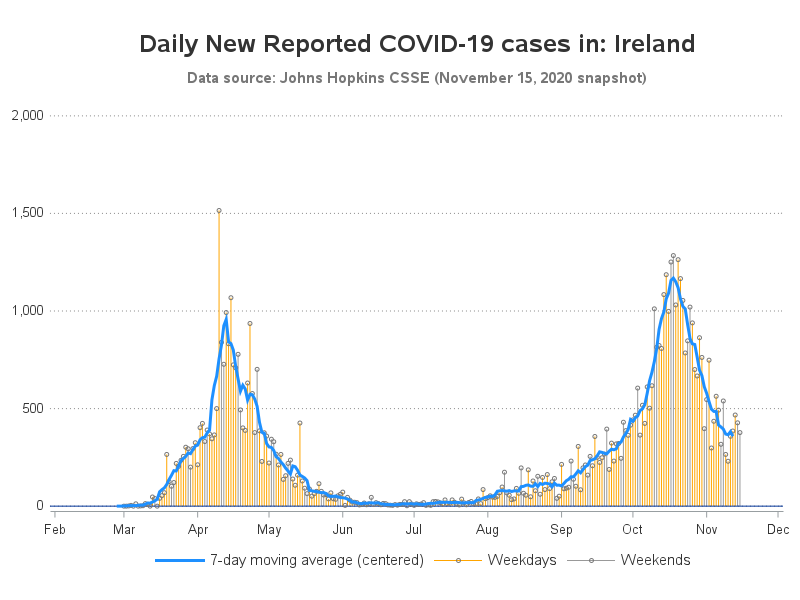 Daily New Reported COVID-19 cases in: Ireland
Data source: Johns Hopkins CSSE (November 15, 2020 snapshot)
2,000
1,500
1,000
500
0
Feb Mar Apr May Jun Jul Aug Sep Oct Nov Dec
7-day moving average (centered) Weekdays Weekends